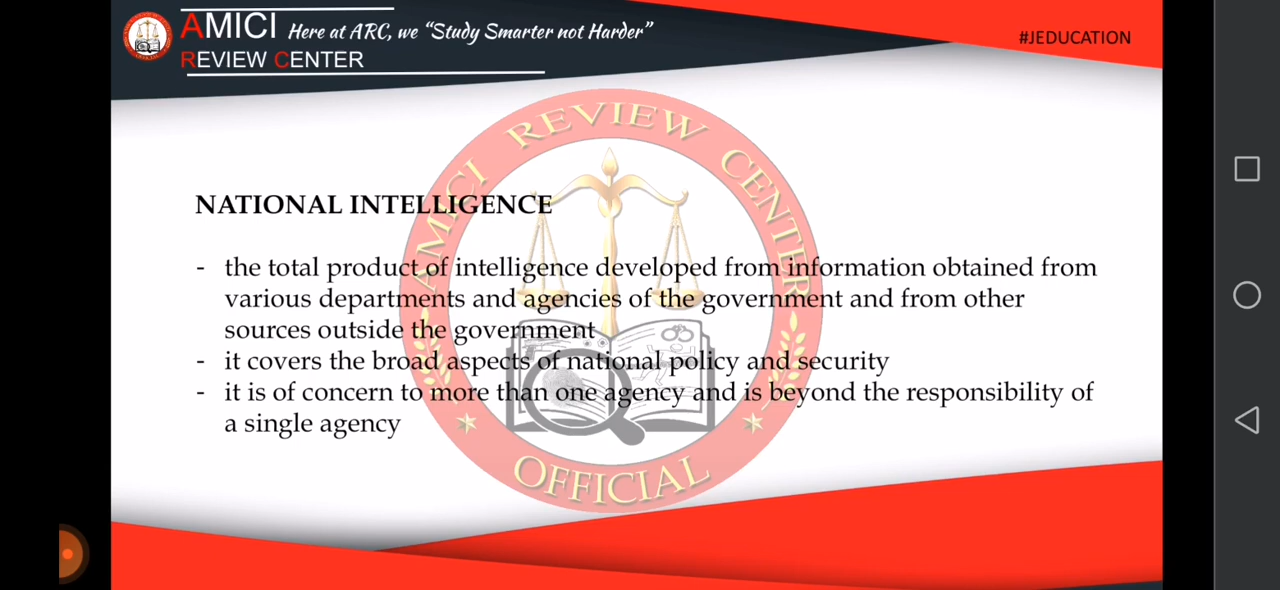 AMICI Here at ARC, we “Study Smarter not Harder”
REVIEW CENTER
#JEDUCATION
AMICI REVIEW CENTER
NATIONAL INTELLIGENCE
- the total product of intelligence developed from information obtained from
various departments and agencies of the government and from other
sources outside the government
- it covers the broad aspects of national policy and security
- it is of concern to more than one agency and is beyond the responsibility of
a single agency
OFFICIAL